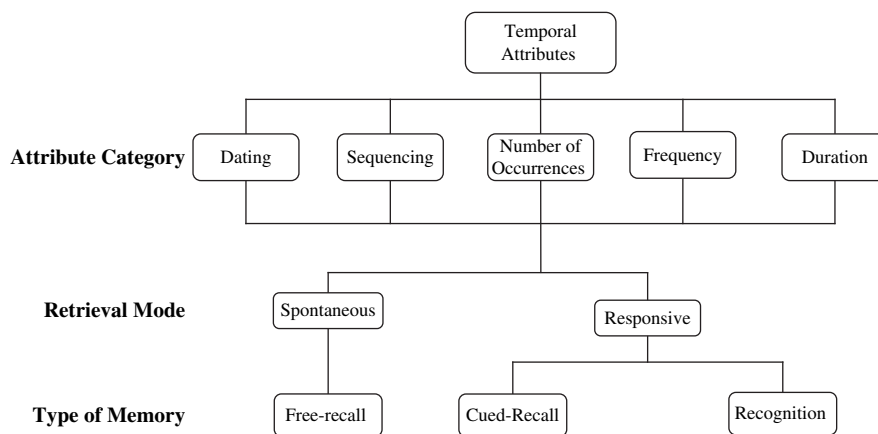 Temporal
Attributes
Attribute Category
Dating
Sequencing
Number of
Occurrences
Frequency
Duration
Retrieval Mode
Spontaneous
Responsive
Type of Memory
Free-recall
Cued-Recall
Recognition